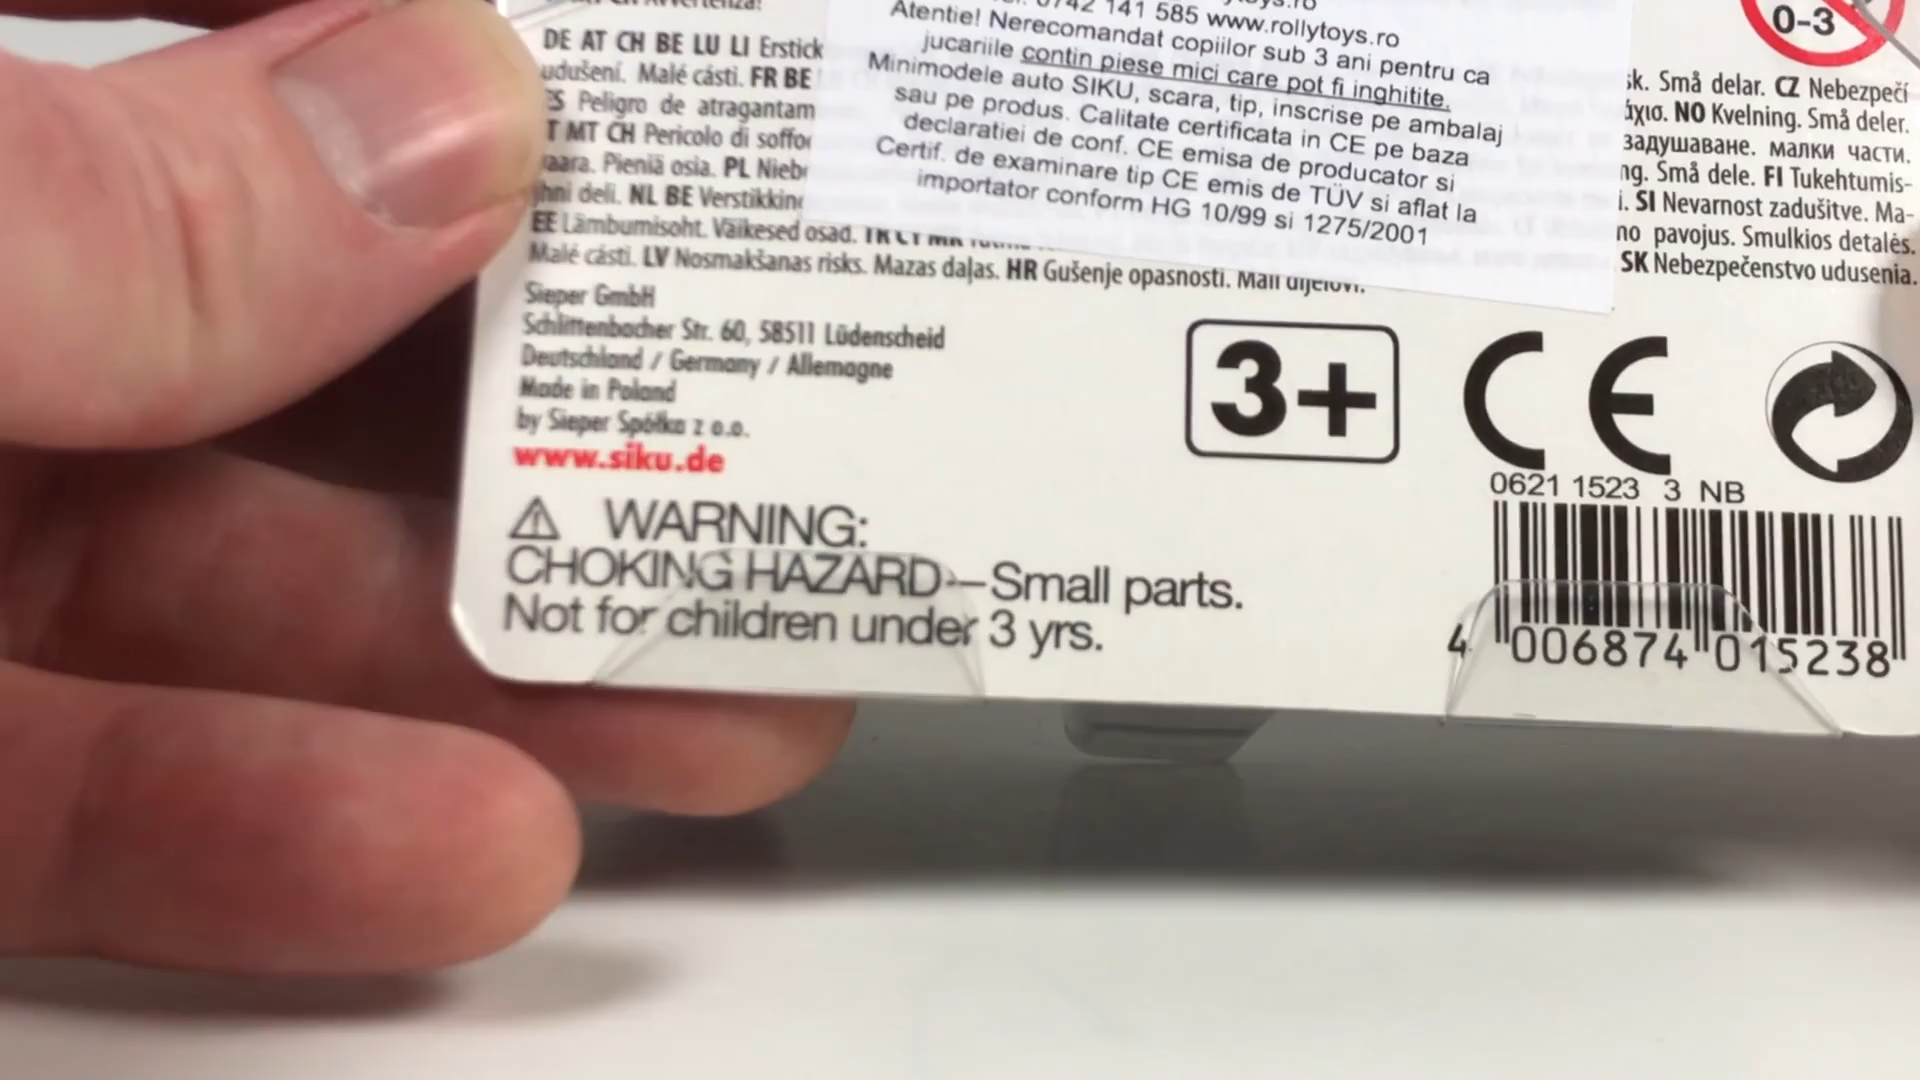 0742 141 585 www.rollytoys.ro
Atentie! Nerecomandat copiilor sub 3 ani pentru ca
jucariile contin piese mici care pot fi inghitite.
Minimodele auto SIKU, scara, tip, inscrise pe ambalaj
sau pe produs. Calitate certificata in CE pe baza
declaratiei de conf. CE emisa de producator si
Certif. de examinare tip CE emis de TÜV si aflat la
importator conform HG 10/99 si 1275/2001
0-3
DE AT CH BE LU LI Erstick
udušení. Malé cásti. FR BE
ES Peligro de atragantam
T MT CH Pericolo di soffo
vaara. Pieniä osia. PL Nieb
deli. NL BE Verstikkin
EE Lämbumisoht. Väikesed osad.
Malé cásti. LV Nosmakšanas risks. Mazas daļas. HR Gušenje opasnosti. Mali dijelovi.
sk. Små delar. CZ Nebezpečí
NO Kvelning. Små deler.
задушаване. малки части.
ng. Små dele. FI Tukehtumis-
i. SI Nevarnost zadušitve. Ma-
no pavojus. Smulkios detalės.
SK Nebezpečenstvo udusenia.
Sieper GmbH
Schlittenbacher Str. 60, 58511 Lüdenscheid
Deutschland / Germany / Allemagne
Made in Poland
by Sieper Spółka z o.o.
www.siku.de
3+
CE
WARNING:
CHOKING HAZARD—Small parts.
Not for children under 3 yrs.
0621 1523 3 NB
4 006874 015238